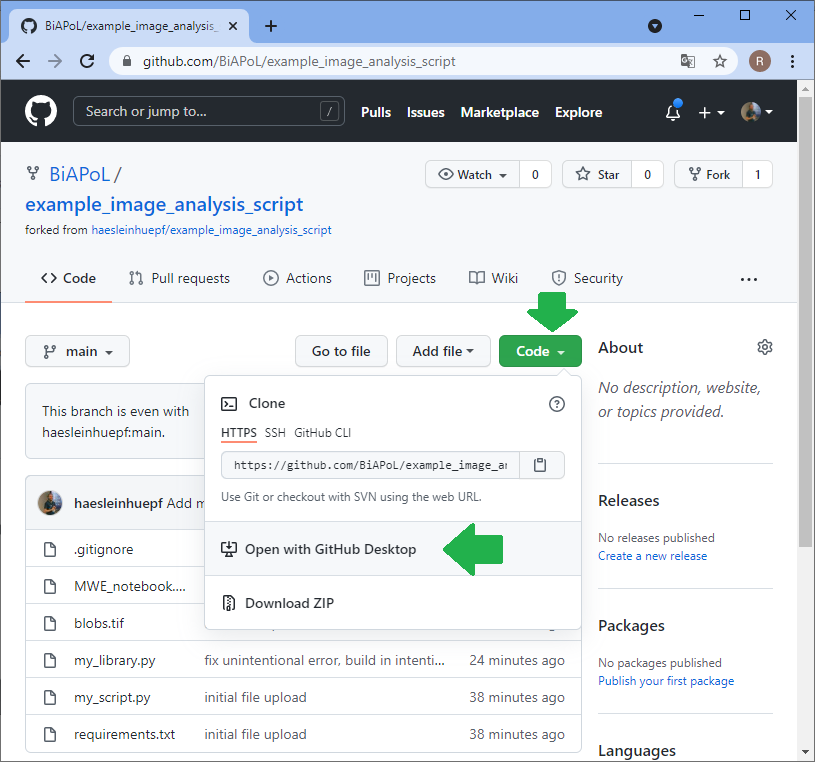 BiAPoL/example_image_analysis_
github.com/BiAPoL/example_image_analysis_script
R
Search or jump to...
/
Pulls
Issues
Marketplace
Explore
BiAPoL /
example_image_analysis_script
Watch 0
Star 0
Fork 1
forked from haesleinhuepf/example_image_analysis_script
Code
Pull requests
Actions
Projects
Wiki
Security
main
Go to file
Add file
Code
This branch is even with
haesleinhuepf:main.
Clone
HTTPS SSH GitHub CLI
https://github.com/BiAPoL/example_image_an
Use Git or checkout with SVN using the web URL.
Open with GitHub Desktop
Download ZIP
haesleinhuepf Add m
.gitignore
MWE_notebook....
blobs.tif
my_library.py fix unintentional error, build in intenti... 24 minutes ago
my_script.py initial file upload 38 minutes ago
requirements.txt initial file upload 38 minutes ago
About
No description, website,
or topics provided.
Releases
No releases published
Create a new release
Packages
No packages published
Publish your first package
Languages